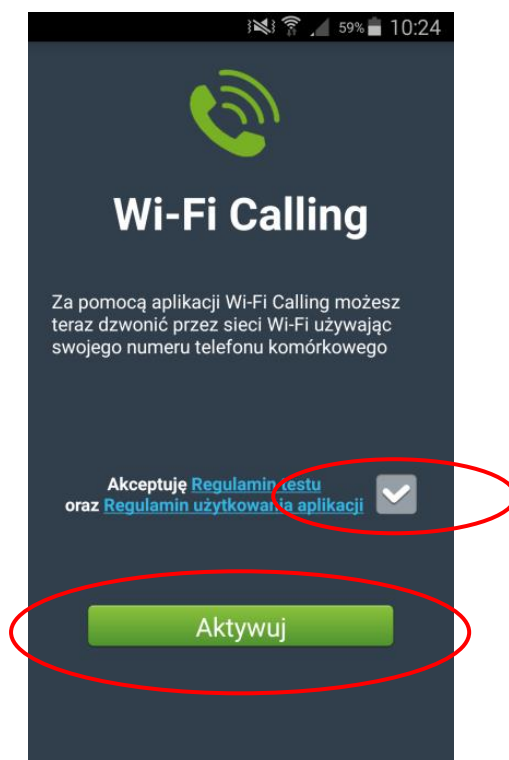 59% 10:24
Wi-Fi Calling
Za pomocą aplikacji Wi-Fi Calling możesz
teraz dzwonić przez sieci Wi-Fi używając
swojego numeru telefonu komórkowego
Akceptuję Regulamin testu
oraz Regulamin użytkowania aplikacji
Aktywuj